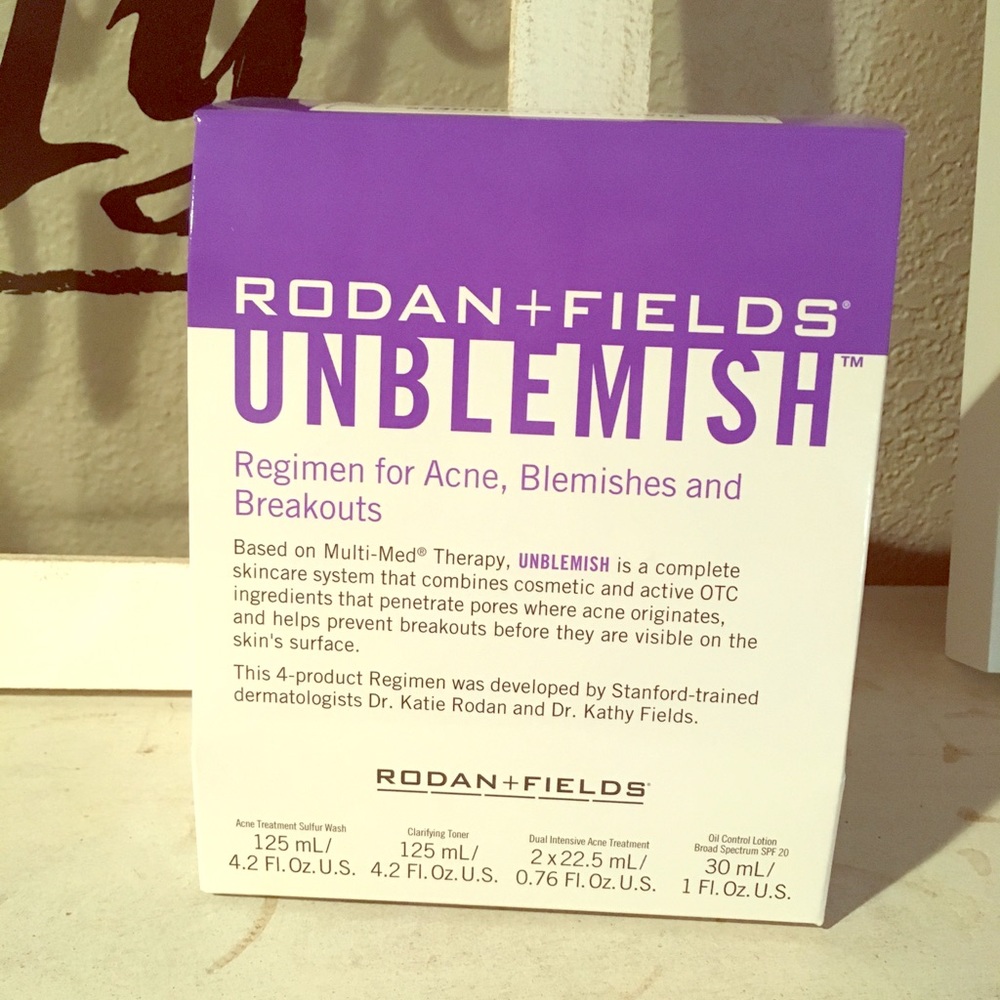 RODAN+FIELDS®
UNBLEMISH™
Regimen for Acne, Blemishes and
Breakouts
Based on Multi-Med® Therapy, UNBLEMISH is a complete
skincare system that combines cosmetic and active OTC
ingredients that penetrate pores where acne originates,
and helps prevent breakouts before they are visible on the
skin's surface.
This 4-product Regimen was developed by Stanford-trained
dermatologists Dr. Katie Rodan and Dr. Kathy Fields.
RODAN+FIELDS®
Acne Treatment Sulfur Wash
125 mL/
4.2 Fl. Oz. U.S.
Clarifying Toner
125 mL/
4.2 Fl. Oz. U.S.
Dual Intensive Acne Treatment
2 x 22.5 mL/
0.76 Fl. Oz. U.S.
Oil Control Lotion
Broad Spectrum SPF 20
30 mL/
1 Fl. Oz. U.S.